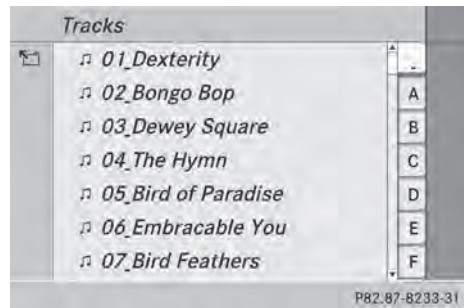 Tracks
01_Dexterity
02_Bongo Bop
03_Dewey Square
04_The Hymn
05_Bird of Paradise
06_Embracable You
07_Bird Feathers
_
A
B
C
D
E
F
P82.87-8233-31